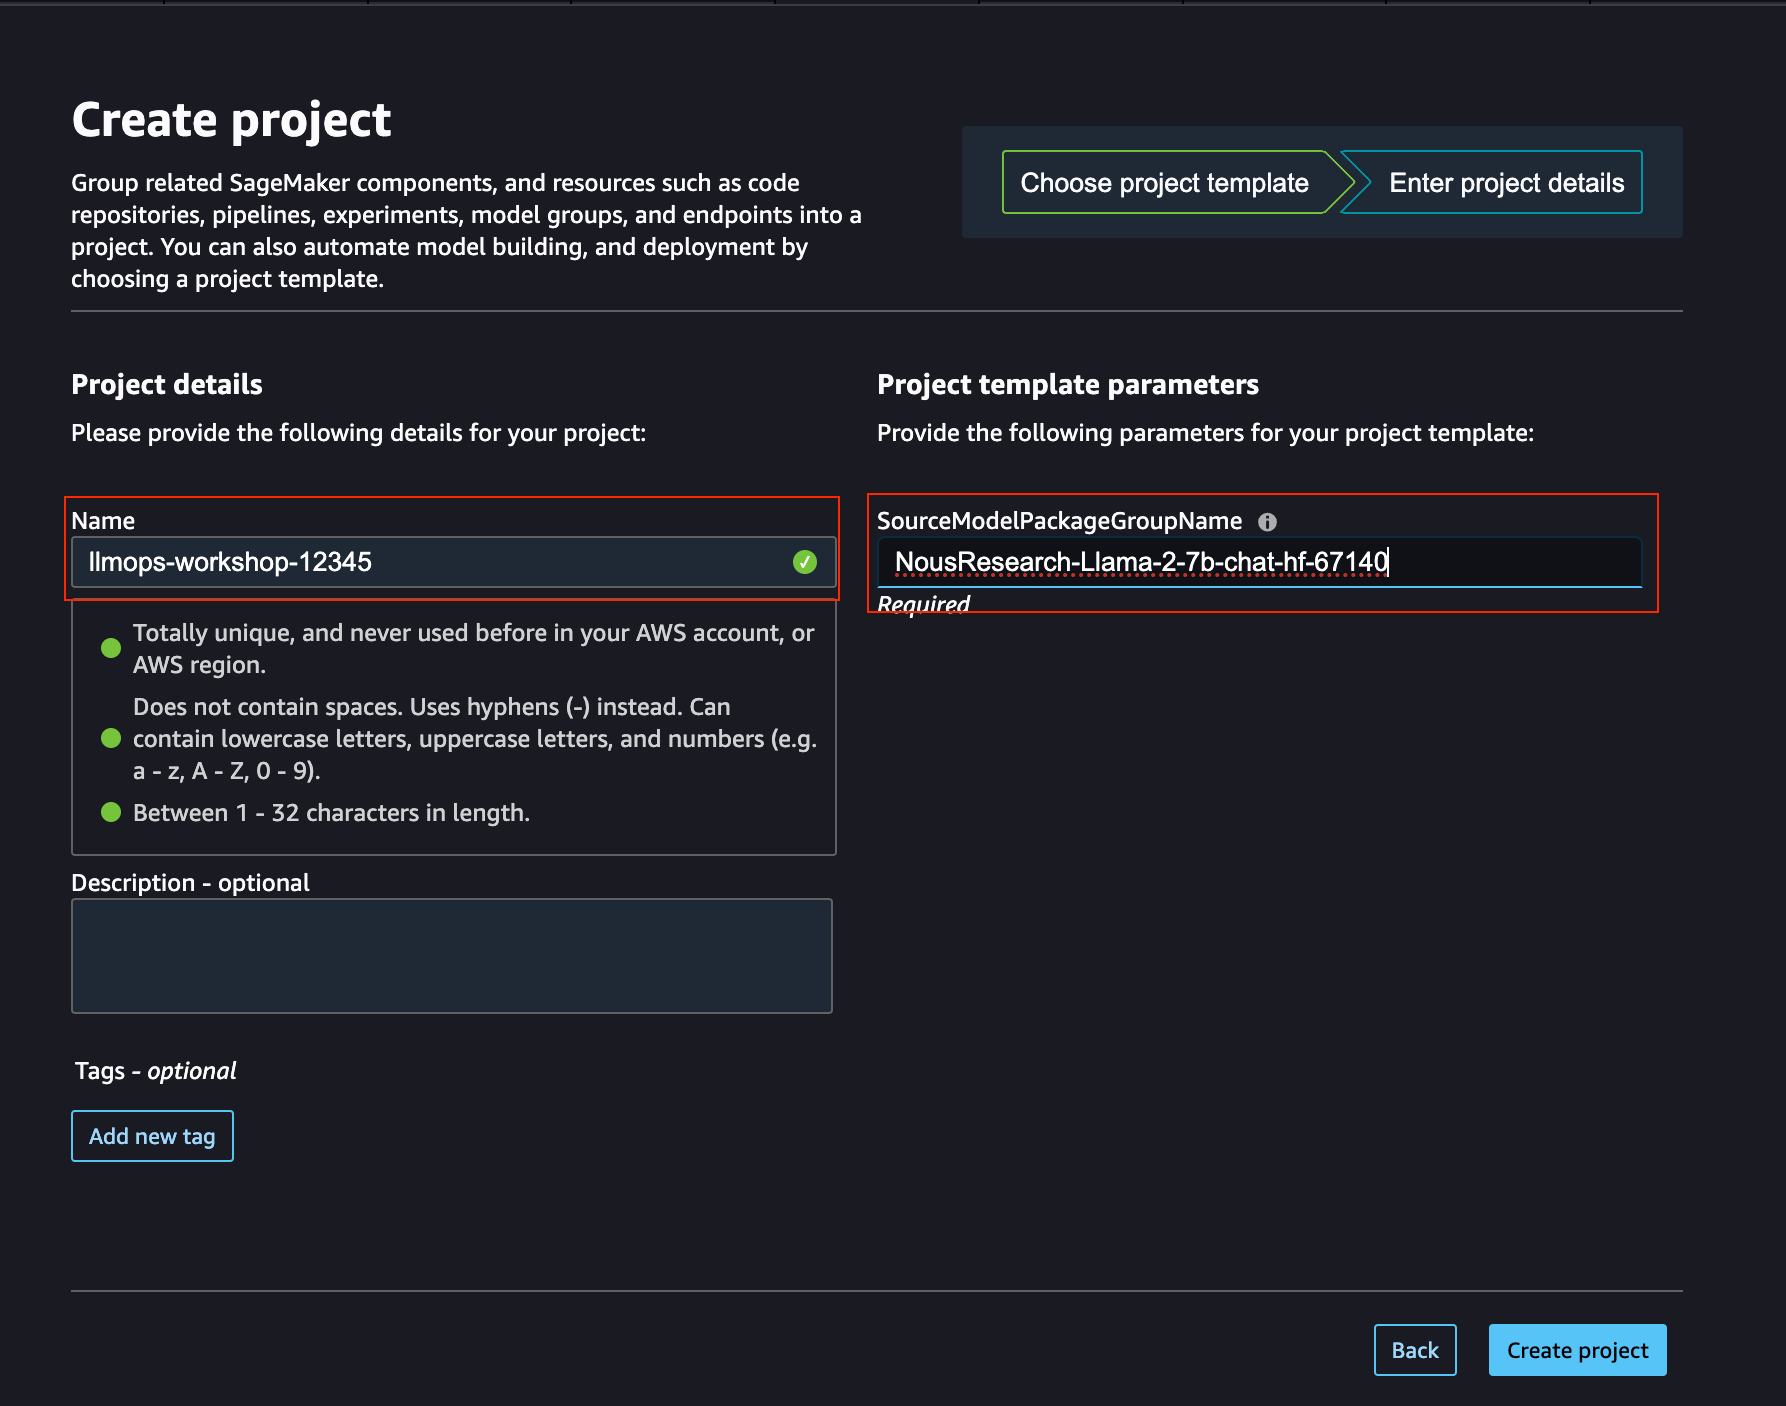 Create project
Group related SageMaker components, and resources such as code
repositories, pipelines, experiments, model groups, and endpoints into a
project. You can also automate model building, and deployment by
choosing a project template.
Choose project template
Enter project details
Project details
Please provide the following details for your project:
Name
llmops-workshop-12345
Totally unique, and never used before in your AWS account, or
AWS region.
Does not contain spaces. Uses hyphens (-) instead. Can
contain lowercase letters, uppercase letters, and numbers (e.g.
a - z, A - Z, 0 - 9).
Between 1 - 32 characters in length.
Description - optional
Tags - optional
Add new tag
Project template parameters
Provide the following parameters for your project template:
SourceModelPackageGroupName
NousResearch-Llama-2-7b-chat-hf-67140
Required
Back
Create project